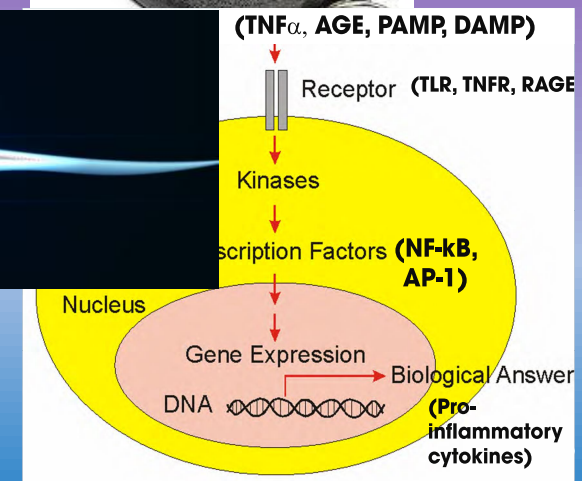 (TNFα, AGE, PAMP, DAMP)
Receptor (TLR, TNFR, RAGE
Kinases
scription Factors (NF-kB,
AP-1)
Nucleus
Gene Expression
Biological Answer
DNA
(Pro-
inflammatory
cytokines)